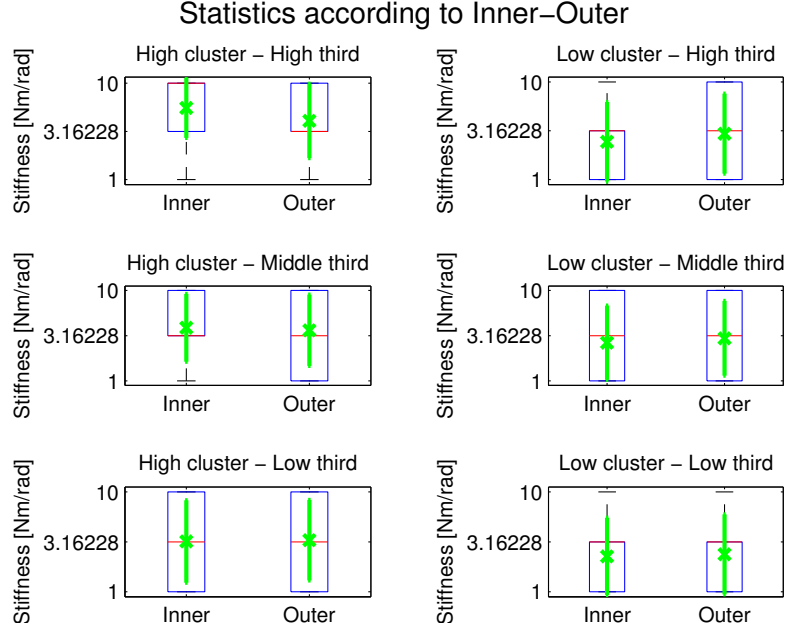 Statistics according to Inner−Outer
High cluster − High third
Stiffness [Nm/rad]
10
3.16228
1
Inner Outer
Low cluster − High third
Stiffness [Nm/rad]
10
3.16228
1
Inner Outer
High cluster − Middle third
Stiffness [Nm/rad]
10
3.16228
1
Inner Outer
Low cluster − Middle third
Stiffness [Nm/rad]
10
3.16228
1
Inner Outer
High cluster − Low third
Stiffness [Nm/rad]
10
3.16228
1
Inner Outer
Low cluster − Low third
Stiffness [Nm/rad]
10
3.16228
1
Inner Outer